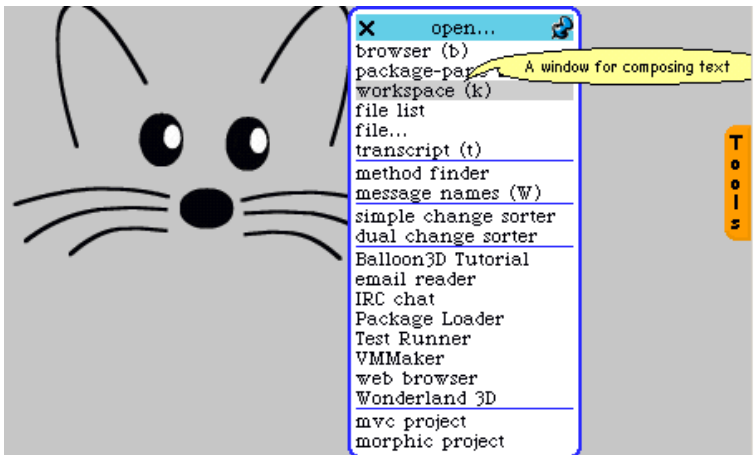 open...
browser (b)
package-pa
A window for composing text
workspace (k)
file list
file...
transcript (t)
method finder
message names (W)
simple change sorter
dual change sorter
Balloon3D Tutorial
email reader
IRC chat
Package Loader
Test Runner
VMMaker
web browser
Wonderland 3D
mvc project
morphic project
Tools